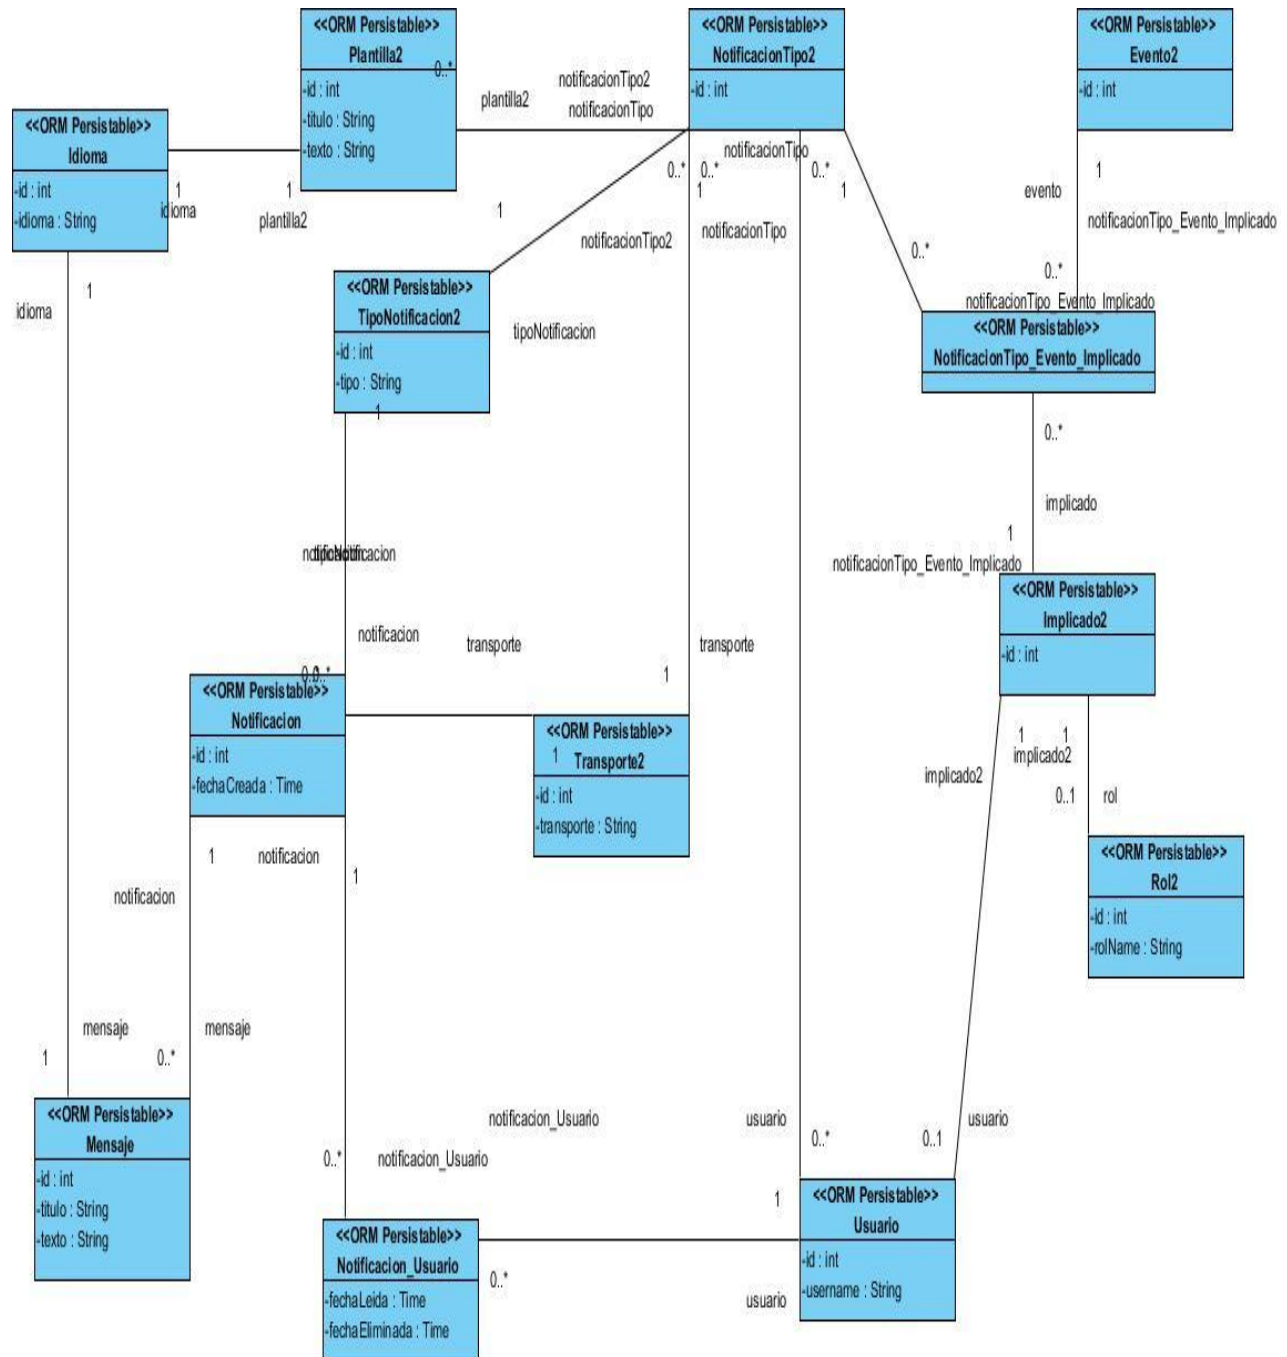 <<ORM Persistable>>
Plantilla2
-id : int
-titulo : String
-texto : String
0..*
<<ORM Persistable>>
NotificacionTipo2
-id : int
<<ORM Persistable>>
Evento2
-id : int
<<ORM Persistable>>
Idioma
-id : int
-idioma : String
plantilla2
notificacionTipo2
notificacionTipo
1
idioma
1
plantilla2
1
notificacionTipo2
0..*
0..*
1
notificacionTipo
notificacionTipo
0..*
1
evento
1
notificacionTipo_Evento_Implicado
0..*
0..*
notificacionTipo_Evento_Implicado
1
idioma
<<ORM Persistable>>
TipoNotificacion2
-id : int
-tipo : String
1
tipoNotificacion
<<ORM Persistable>>
NotificacionTipo_Evento_Implicado
0..*
implicado
1
notificacionTipo_Evento_Implicado
notificacion
tipoNotificacion
notificacion
transporte
transporte
1
0..*
<<ORM Persistable>>
Implicado2
-id : int
<<ORM Persistable>>
Notificacion
-id : int
-fechaCreada : Time
<<ORM Persistable>>
Transporte2
1
-id : int
-transporte : String
1
1
implicado2
implicado2
0..1
rol
<<ORM Persistable>>
Rol2
-id : int
-rolName : String
1
notificacion
1
notificacion
mensaje
mensaje
1
0..*
<<ORM Persistable>>
Mensaje
-id : int
-titulo : String
-texto : String
notificacion_Usuario
0..*
notificacion_Usuario
usuario
0..*
0..1
usuario
1
<<ORM Persistable>>
Usuario
-id : int
-username : String
<<ORM Persistable>>
Notificacion_Usuario
-fechaLeida : Time
-fechaEliminada : Time
0..*
usuario